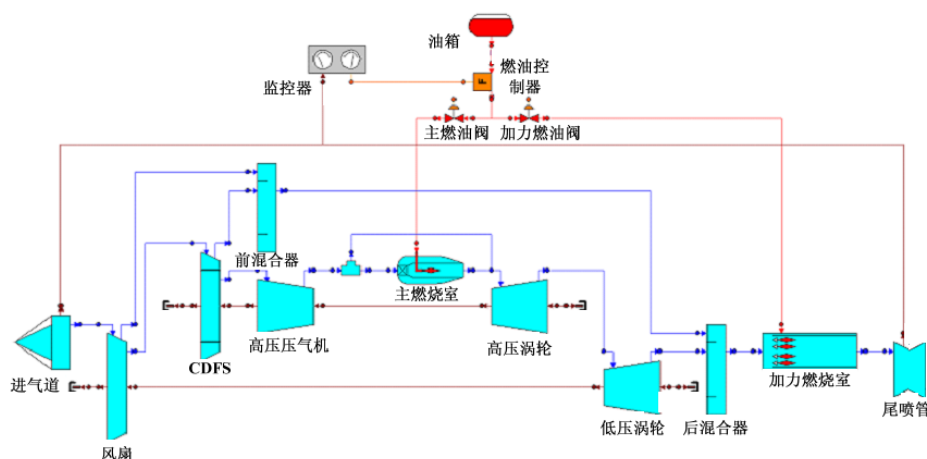 油箱
监控器
燃油控
制器
主燃油阀
加力燃油阀
前混合器
主燃烧室
高压压气机
高压涡轮
CDFS
进气道
风扇
低压涡轮
后混合器
加力燃烧室
尾喷管